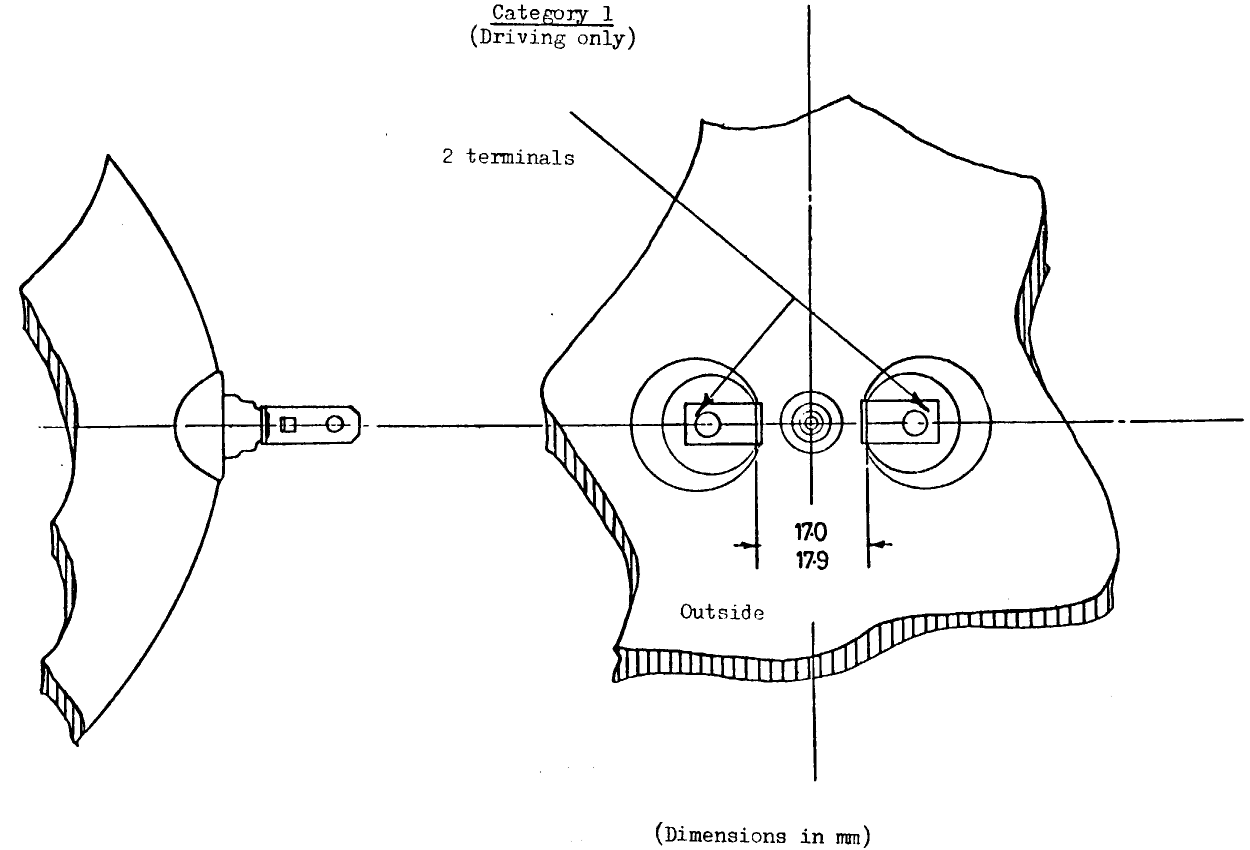 Category 1
(Driving only)
2 terminals
17.0
17.9
Outside
(Dimensions in mm)